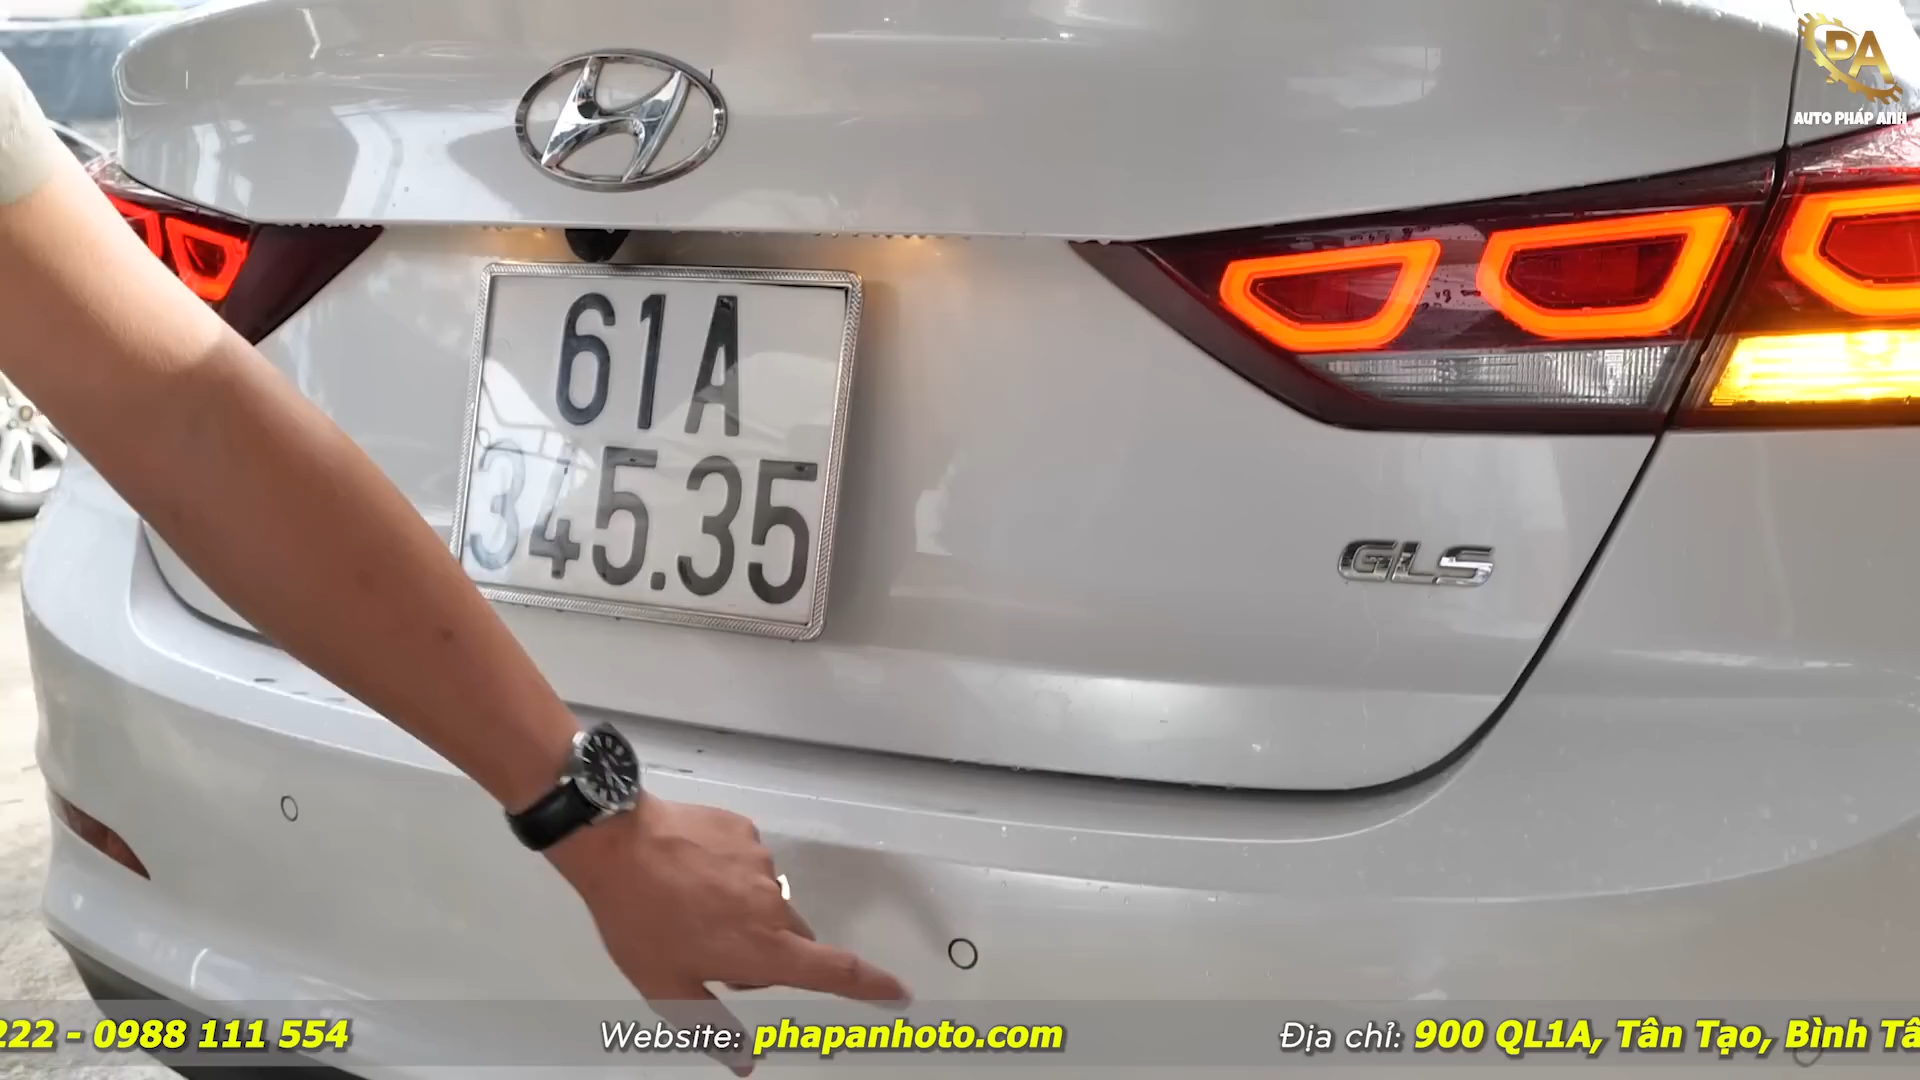 PA
AUTO PHÁP ANH
61A
345.35
GLS
222 - 0988 111 554
Website: phapanhoto.com
Địa chỉ: 900 QL1A, Tân Tạo, Bình Tâ